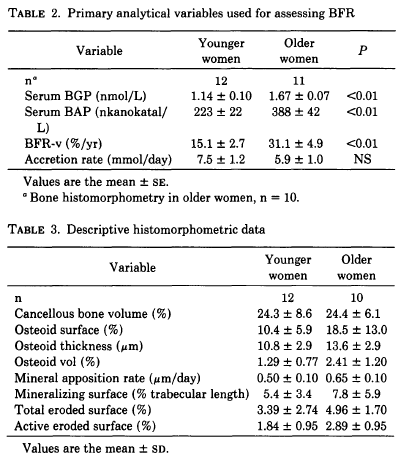 TABLE 2. Primary analytical variables used for assessing BFR
Variable Younger women Older women P
nᵃ 12 11
Serum BGP (nmol/L) 1.14 ± 0.10 1.67 ± 0.07 <0.01
Serum BAP (nkanokatal/ 223 ± 22 388 ± 42 <0.01
L)
BFR-v (%/yr) 15.1 ± 2.7 31.1 ± 4.9 <0.01
Accretion rate (mmol/day) 7.5 ± 1.2 5.9 ± 1.0 NS
Values are the mean ± SE.
ᵃ Bone histomorphometry in older women, n = 10.
TABLE 3. Descriptive histomorphometric data
Variable Younger women Older women
n 12 10
Cancellous bone volume (%) 24.3 ± 8.6 24.4 ± 6.1
Osteoid surface (%) 10.4 ± 5.9 18.5 ± 13.0
Osteoid thickness (μm) 10.8 ± 2.9 13.6 ± 2.9
Osteoid vol (%) 1.29 ± 0.77 2.41 ± 1.20
Mineral apposition rate (μm/day) 0.50 ± 0.10 0.65 ± 0.10
Mineralizing surface (% trabecular length) 5.4 ± 3.4 7.8 ± 5.9
Total eroded surface (%) 3.39 ± 2.74 4.96 ± 1.70
Active eroded surface (%) 1.84 ± 0.95 2.89 ± 0.95
Values are the mean ± SD.